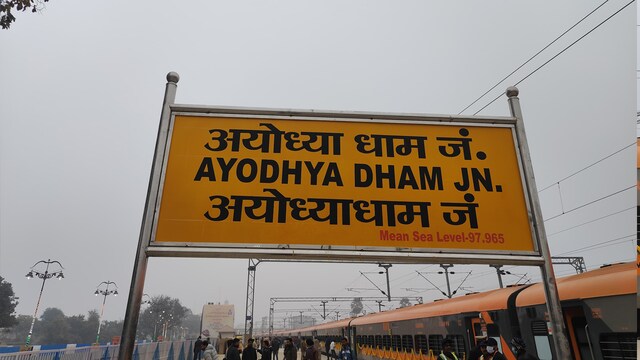 अयोध्या धाम जं.
AYODHYA DHAM JN.
अयोध्याधाम जं
Mean Sea Level-97.965